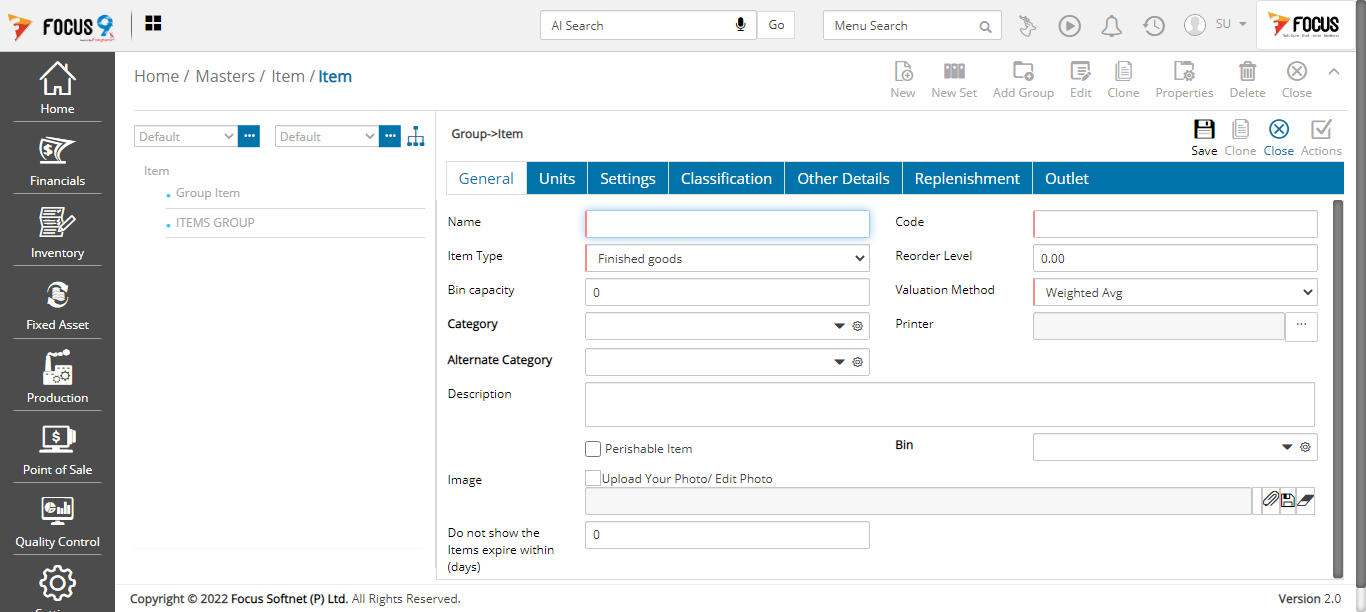 FOCUS 9
AI Search
Go
Menu Search
SU
FOCUS
Home / Masters / Item / Item
New
New Set
Add Group
Edit
Clone
Properties
Delete
Close
Home
Financials
Inventory
Fixed Asset
Production
Point of Sale
Quality Control
Default
...
Default
...
Item
Group Item
ITEMS GROUP
Group->Item
Save
Clone
Close
Actions
General
Units
Settings
Classification
Other Details
Replenishment
Outlet
Name
Code
Item Type
Finished goods
Reorder Level
0.00
Bin capacity
0
Valuation Method
Weighted Avg
Category
Printer
...
Alternate Category
Description
Perishable Item
Bin
Image
Upload Your Photo/ Edit Photo
Do not show the
Items expire within
(days)
0
Copyright © 2022 Focus Softnet (P) Ltd. All Rights Reserved.
Version 2.0